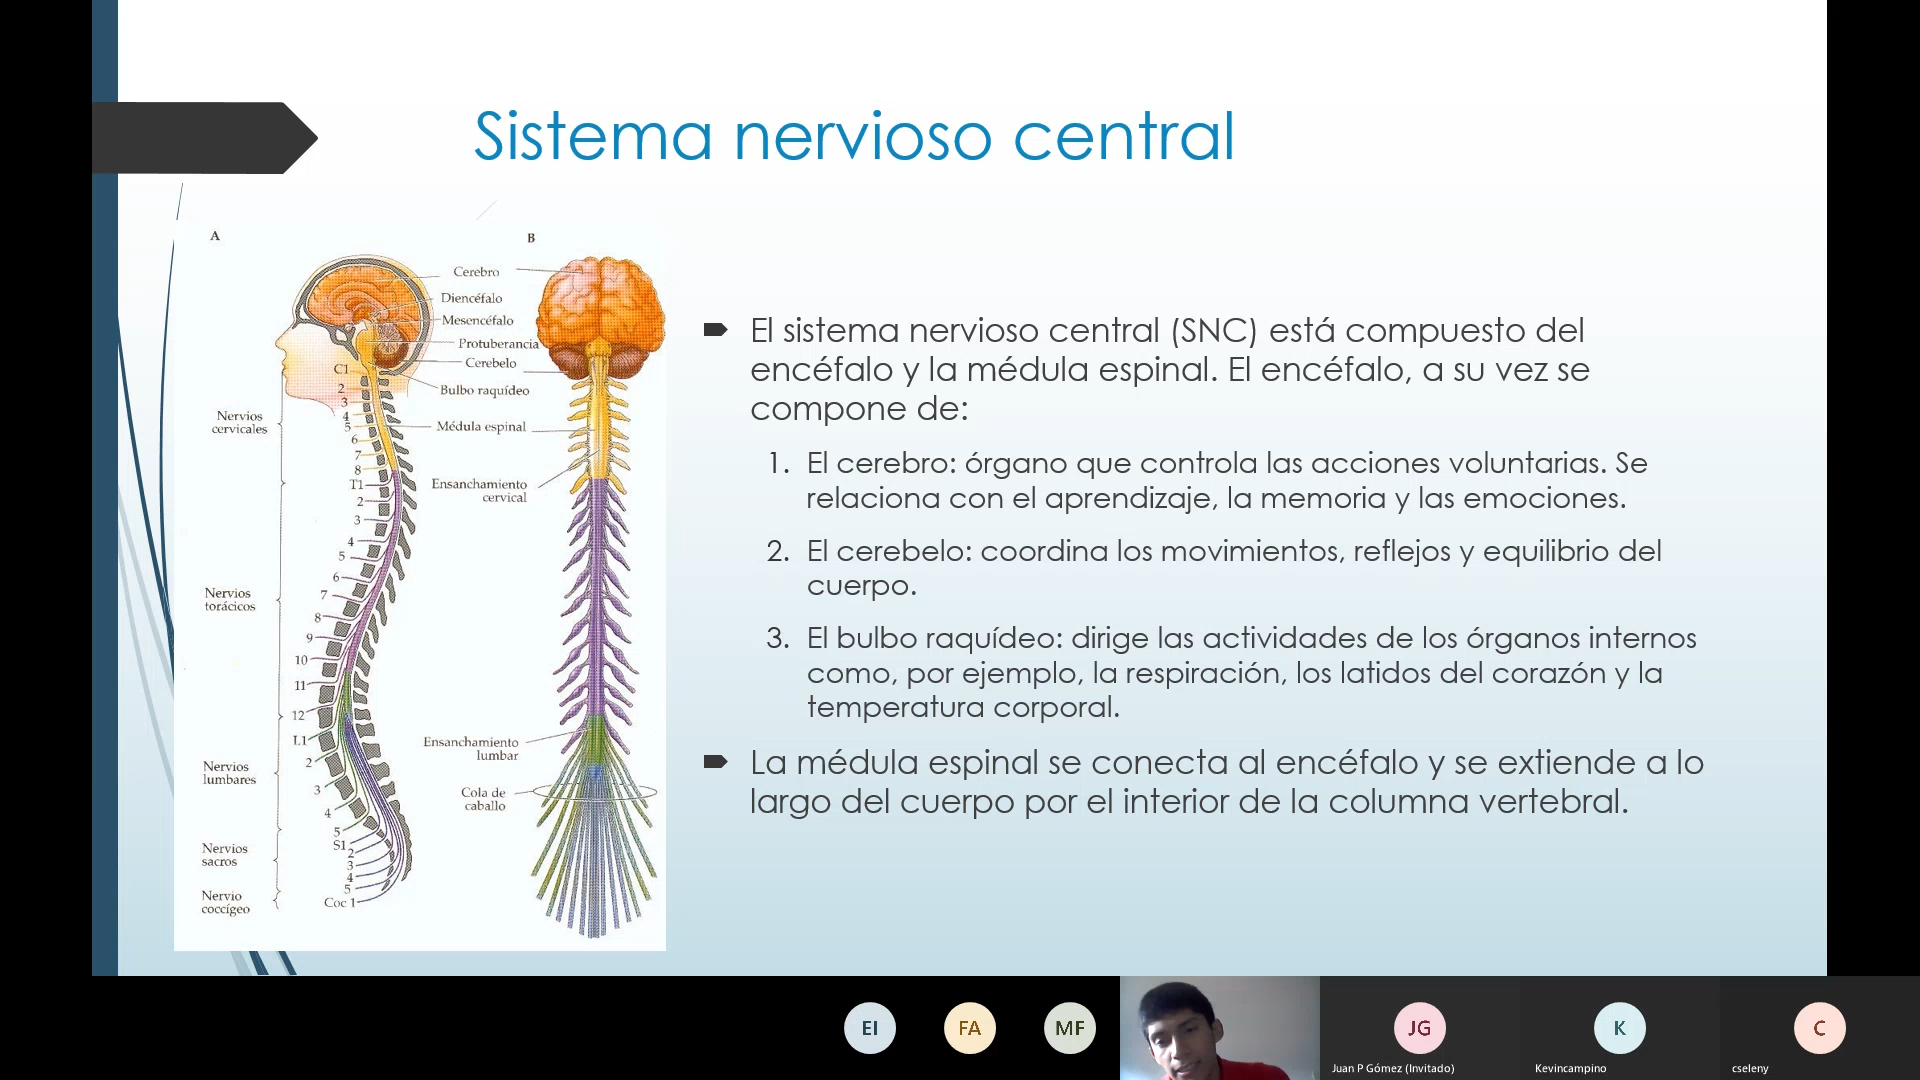 Sistema nervioso central
A
B
Cerebro
Diencéfalo
Mesencéfalo
Protuberancia
Cerebelo
Bulbo raquídeo
Médula espinal
Ensanchamiento
cervical
Ensanchamiento
lumbar
Cola de
caballo
Nervios
cervicales
Nervios
torácicos
Nervios
lumbares
Nervios
sacros
Nervio
coccígeo
C1
2
3
4
5
6
7
8
T1
2
3
4
5
6
7
8
9
10
11
12
L1
2
3
4
5
S1
2
3
4
5
Coc 1
El sistema nervioso central (SNC) está compuesto del
encéfalo y la médula espinal. El encéfalo, a su vez se
compone de:
1. El cerebro: órgano que controla las acciones voluntarias. Se
relaciona con el aprendizaje, la memoria y las emociones.
2. El cerebelo: coordina los movimientos, reflejos y equilibrio del
cuerpo.
3. El bulbo raquídeo: dirige las actividades de los órganos internos
como, por ejemplo, la respiración, los latidos del corazón y la
temperatura corporal.
La médula espinal se conecta al encéfalo y se extiende a lo
largo del cuerpo por el interior de la columna vertebral.
EI
FA
MF
JG
K
C
Juan P Gómez (Invitado)
Kevincampino
cseleny